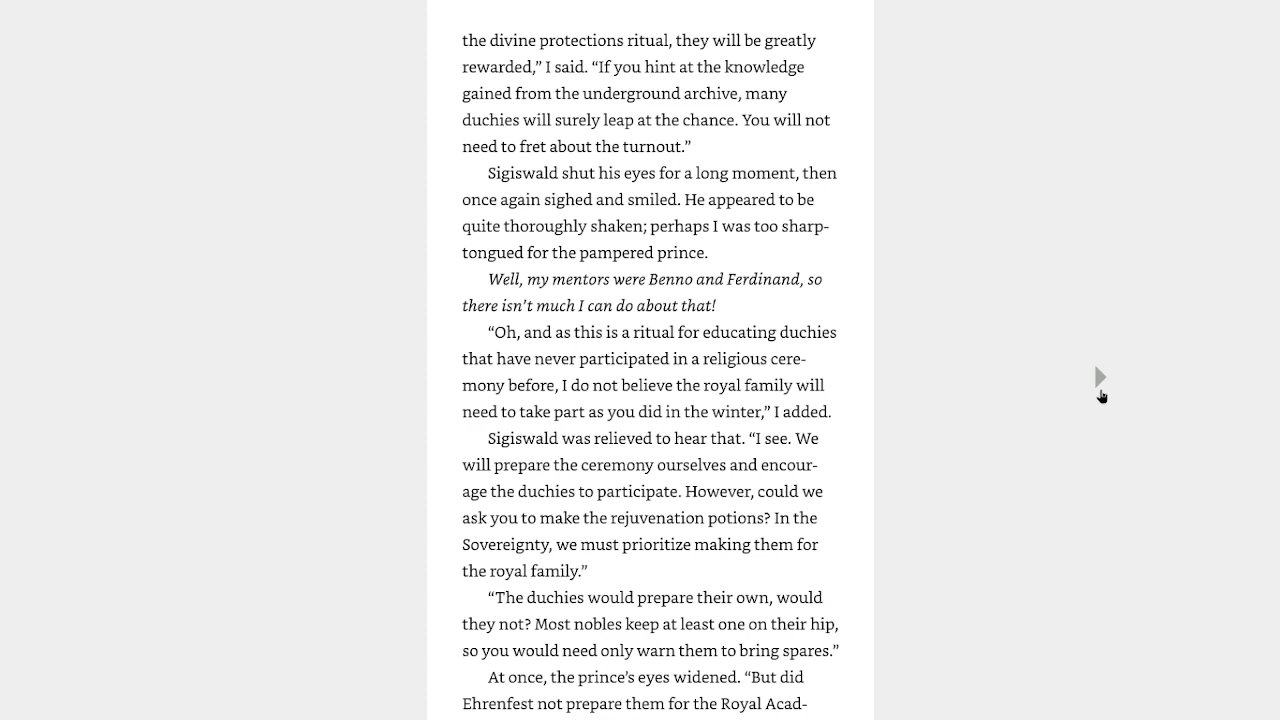 the divine protections ritual, they will be greatly
rewarded,” I said. “If you hint at the knowledge
gained from the underground archive, many
duchies will surely leap at the chance. You will not
need to fret about the turnout.”
Sigiswald shut his eyes for a long moment, then
once again sighed and smiled. He appeared to be
quite thoroughly shaken; perhaps I was too sharp-
tongued for the pampered prince.
Well, my mentors were Benno and Ferdinand, so
there isn’t much I can do about that!
“Oh, and as this is a ritual for educating duchies
that have never participated in a religious cere-
mony before, I do not believe the royal family will
need to take part as you did in the winter,” I added.
Sigiswald was relieved to hear that. “I see. We
will prepare the ceremony ourselves and encour-
age the duchies to participate. However, could we
ask you to make the rejuvenation potions? In the
Sovereignty, we must prioritize making them for
the royal family.”
“The duchies would prepare their own, would
they not? Most nobles keep at least one on their hip,
so you would need only warn them to bring spares.”
At once, the prince’s eyes widened. “But did
Ehrenfest not prepare them for the Royal Acad-